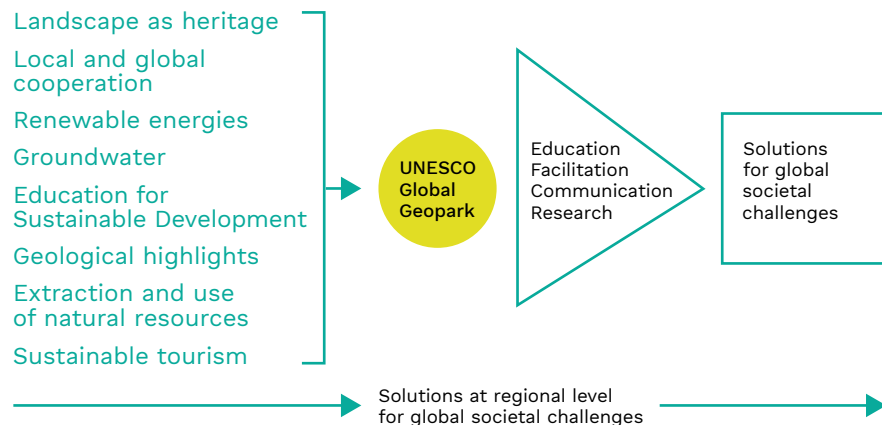 Landscape as heritage
Local and global
cooperation
Renewable energies
Groundwater
Education for
Sustainable Development
Geological highlights
Extraction and use
of natural resources
Sustainable tourism
UNESCO
Global
Geopark
Education
Facilitation
Communication
Research
Solutions
for global
societal
challenges
Solutions at regional level
for global societal challenges